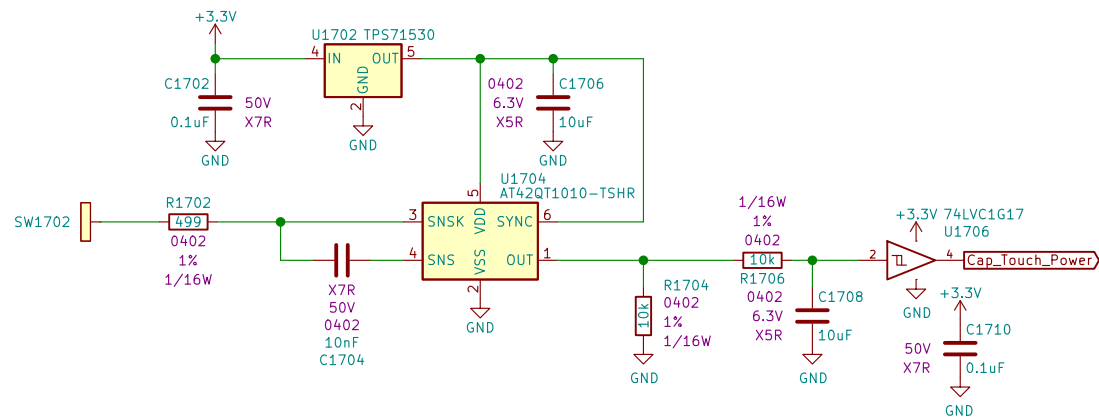 +3.3V
U1702 TPS71530
4 IN OUT 5
GND
2
GND
C1702
50V
X7R
0.1uF
GND
0402
6.3V
X5R
C1706
10uF
GND
U1704
AT42QT1010-TSHR
5
VDD
3 SNSK
SYNC 6
4 SNS
OUT 1
VSS
2
GND
SW1702
R1702
499
0402
1%
1/16W
X7R
50V
0402
10nF
C1704
R1704
10k
0402
1%
1/16W
GND
1/16W
1%
0402
10k
R1706
0402
6.3V
X5R
C1708
10uF
GND
+3.3V 74LVC1G17
U1706
2
4
Cap_Touch_Power
GND
+3.3V
C1710
50V
X7R
0.1uF
GND